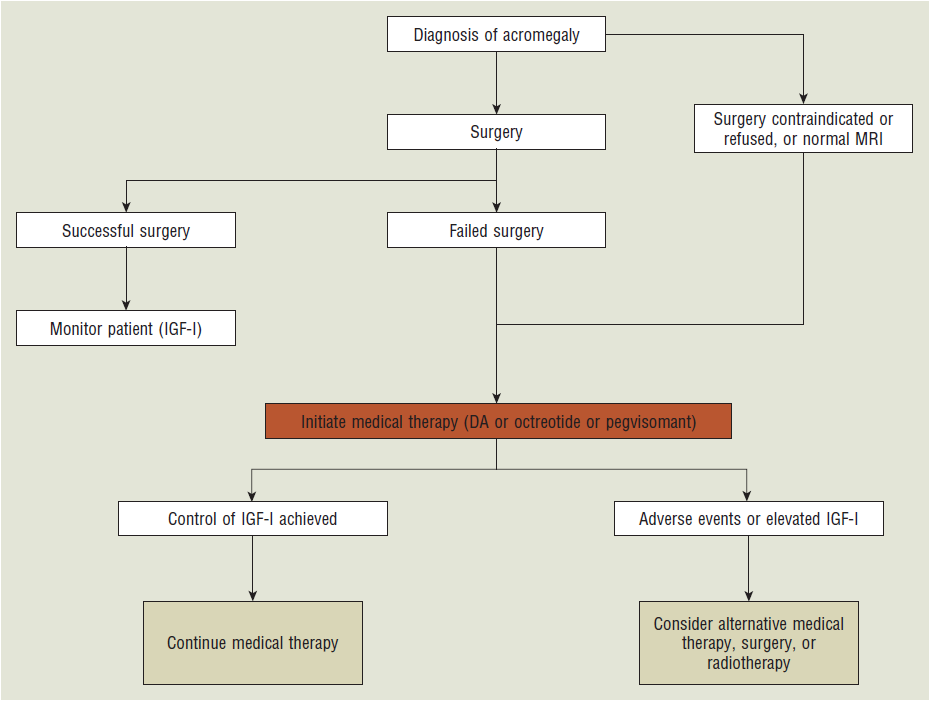 Diagnosis of acromegaly
Surgery
Surgery contraindicated or
refused, or normal MRI
Successful surgery
Failed surgery
Monitor patient (IGF-I)
Initiate medical therapy (DA or octreotide or pegvisomant)
Control of IGF-I achieved
Adverse events or elevated IGF-I
Continue medical therapy
Consider alternative medical
therapy, surgery, or
radiotherapy